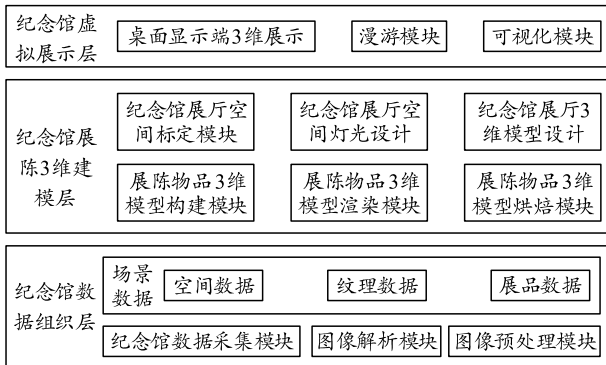 纪念馆虚
拟展示层
桌面显示端3维展示
漫游模块
可视化模块
纪念馆展
陈3维建
模层
纪念馆展厅空
间标定模块
纪念馆展厅空
间灯光设计
纪念馆展厅3
维模型设计
展陈物品3维
模型构建模块
展陈物品3维
模型渲染模块
展陈物品3维
模型烘焙模块
纪念馆数
据组织层
场景
数据
空间数据
纹理数据
展品数据
纪念馆数据采集模块
图像解析模块
图像预处理模块